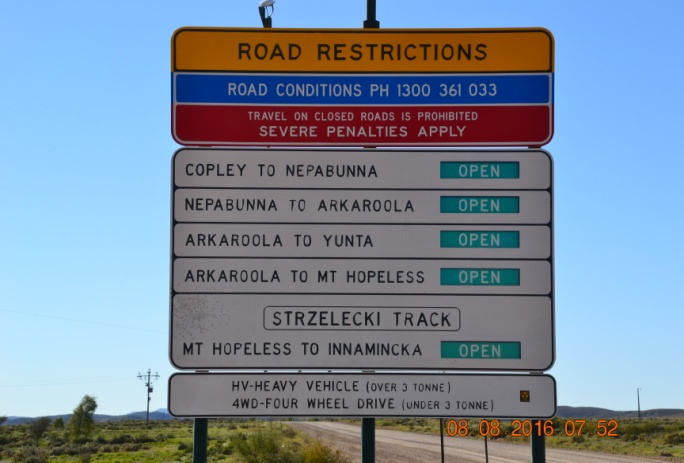 ROAD RESTRICTIONS
ROAD CONDITIONS PH 1300 361 033
TRAVEL ON CLOSED ROADS IS PROHIBITED
SEVERE PENALTIES APPLY
COPLEY TO NEPABUNNA OPEN
NEPABUNNA TO ARKAROOLA OPEN
ARKAROOLA TO YUNTA OPEN
ARKAROOLA TO MT HOPELESS OPEN
STRZELECKI TRACK
MT HOPELESS TO INNAMINCKA OPEN
HV-HEAVY VEHICLE (OVER 3 TONNE)
4WD-FOUR WHEEL DRIVE (UNDER 3 TONNE)
08 08 2016 07 52